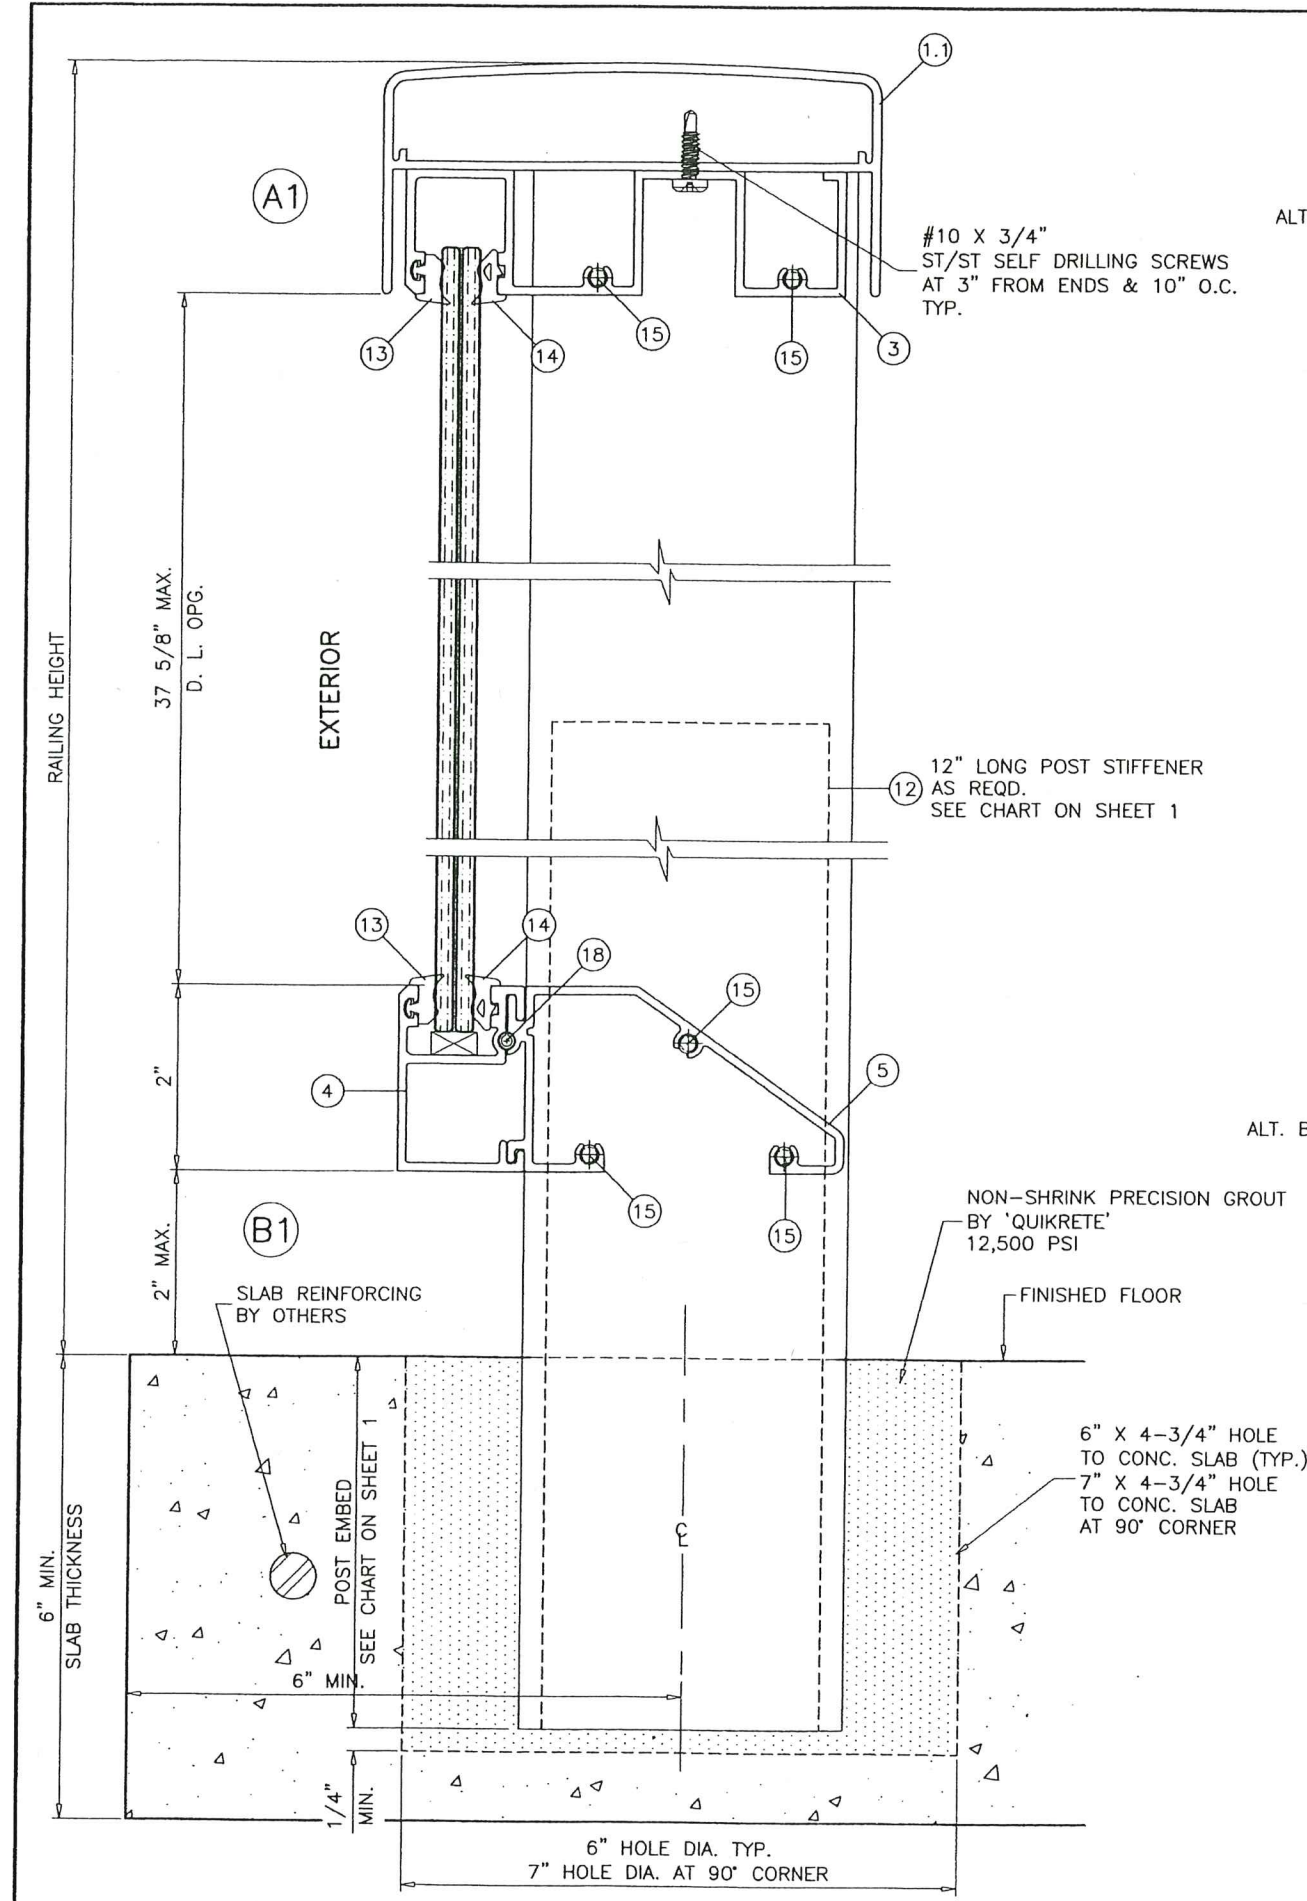 1.1
A1
ALT
#10 X 3/4"
ST/ST SELF DRILLING SCREWS
AT 3" FROM ENDS & 10" O.C.
TYP.
13
14
15
15
3
RAILING HEIGHT
37 5/8" MAX.
D. L. OPG.
EXTERIOR
12
12" LONG POST STIFFENER
AS REQD.
SEE CHART ON SHEET 1
13
14
18
15
5
4
2"
ALT. B
15
15
B1
2" MAX.
NON-SHRINK PRECISION GROUT
BY 'QUIKRETE'
12,500 PSI
SLAB REINFORCING
BY OTHERS
FINISHED FLOOR
6" X 4-3/4" HOLE
TO CONC. SLAB (TYP.)
7" X 4-3/4" HOLE
TO CONC. SLAB
AT 90° CORNER
POST EMBED
SEE CHART ON SHEET 1
CL
6" MIN.
SLAB THICKNESS
6" MIN.
1/4"
MIN.
6" HOLE DIA. TYP.
7" HOLE DIA. AT 90° CORNER